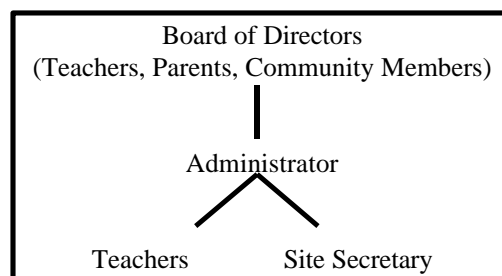 Board of Directors
(Teachers, Parents, Community Members)
Administrator
Teachers Site Secretary